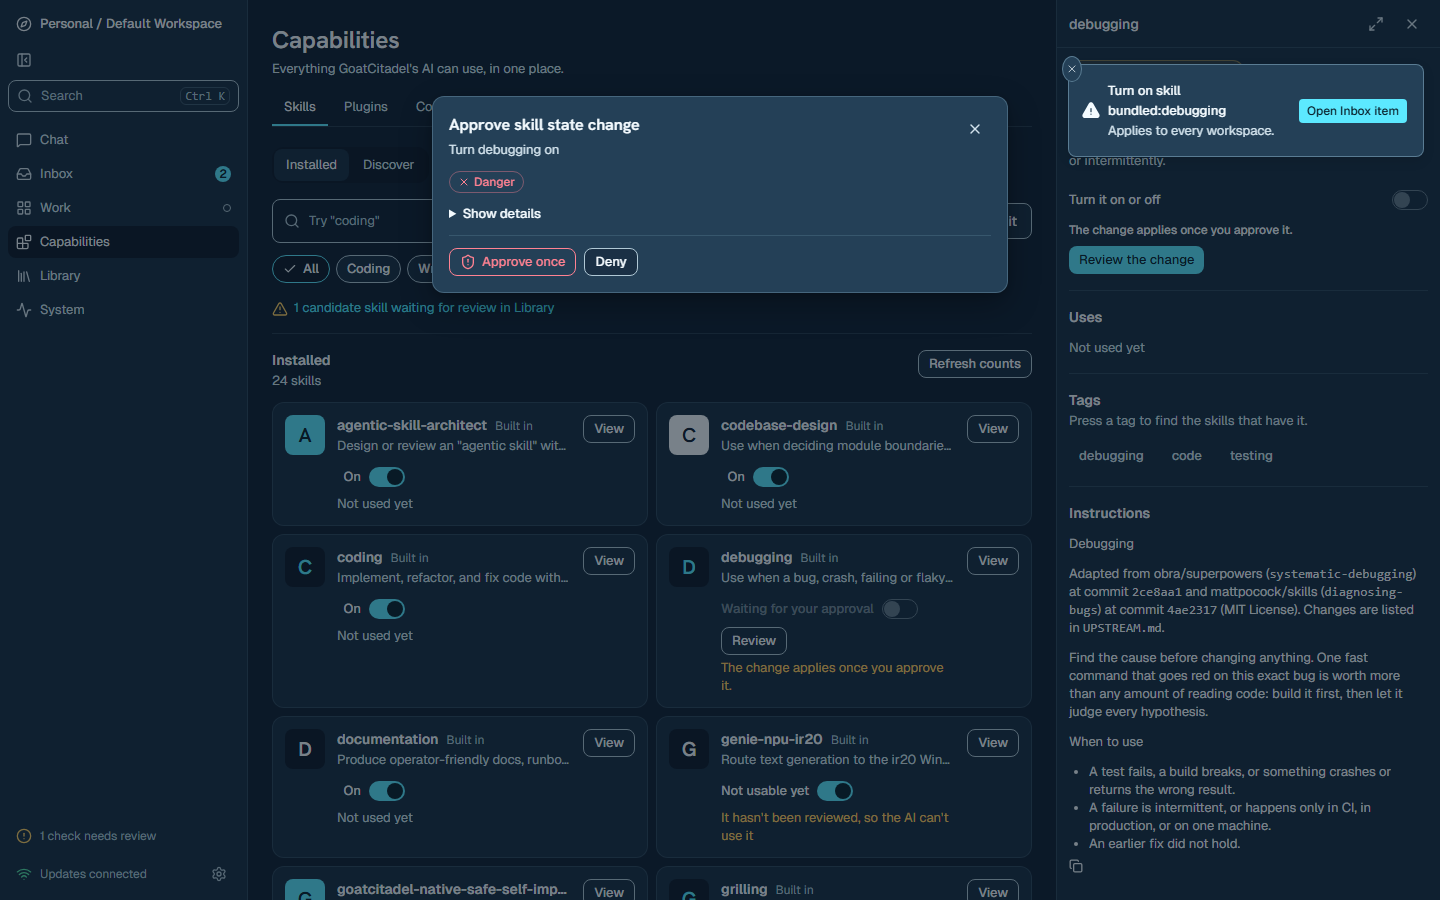 Personal / Default Workspace
Search
Ctrl K
Chat
Inbox
2
Work
Capabilities
Library
System
1 check needs review
Updates connected
Capabilities
Everything GoatCitadel's AI can use, in one place.
Skills
Plugins
Co
Installed
Discover
Try "coding"
it
All
Coding
Wr
1 candidate skill waiting for review in Library
Approve skill state change
Turn debugging on
Danger
Show details
Approve once
Deny
Installed
24 skills
Refresh counts
agentic-skill-architect Built in
Design or review an "agentic skill" wit...
On
Not used yet
View
codebase-design Built in
Use when deciding module boundarie...
On
Not used yet
View
coding Built in
Implement, refactor, and fix code with...
On
Not used yet
View
debugging Built in
Use when a bug, crash, failing or flaky...
Waiting for your approval
Review
The change applies once you approve
it.
View
documentation Built in
Produce operator-friendly docs, runbo...
On
Not used yet
View
genie-npu-ir20 Built in
Route text generation to the ir20 Win...
Not usable yet
It hasn't been reviewed, so the AI can't
use it
View
goatcitadel-native-safe-self-imp...
View
grilling Built in
View
A
C
C
D
D
G
G
G
debugging
Turn on skill
bundled:debugging
Applies to every workspace.
Open Inbox item
or intermittently.
Turn it on or off
The change applies once you approve it.
Review the change
Uses
Not used yet
Tags
Press a tag to find the skills that have it.
debugging
code
testing
Instructions
Debugging
Adapted from obra/superpowers (systematic-debugging)
at commit 2ce8aa1 and mattpocock/skills (diagnosing-
bugs) at commit 4ae2317 (MIT License). Changes are listed
in UPSTREAM.md.
Find the cause before changing anything. One fast
command that goes red on this exact bug is worth more
than any amount of reading code: build it first, then let it
judge every hypothesis.
When to use
• A test fails, a build breaks, or something crashes or
returns the wrong result.
• A failure is intermittent, or happens only in CI, in
production, or on one machine.
• An earlier fix did not hold.